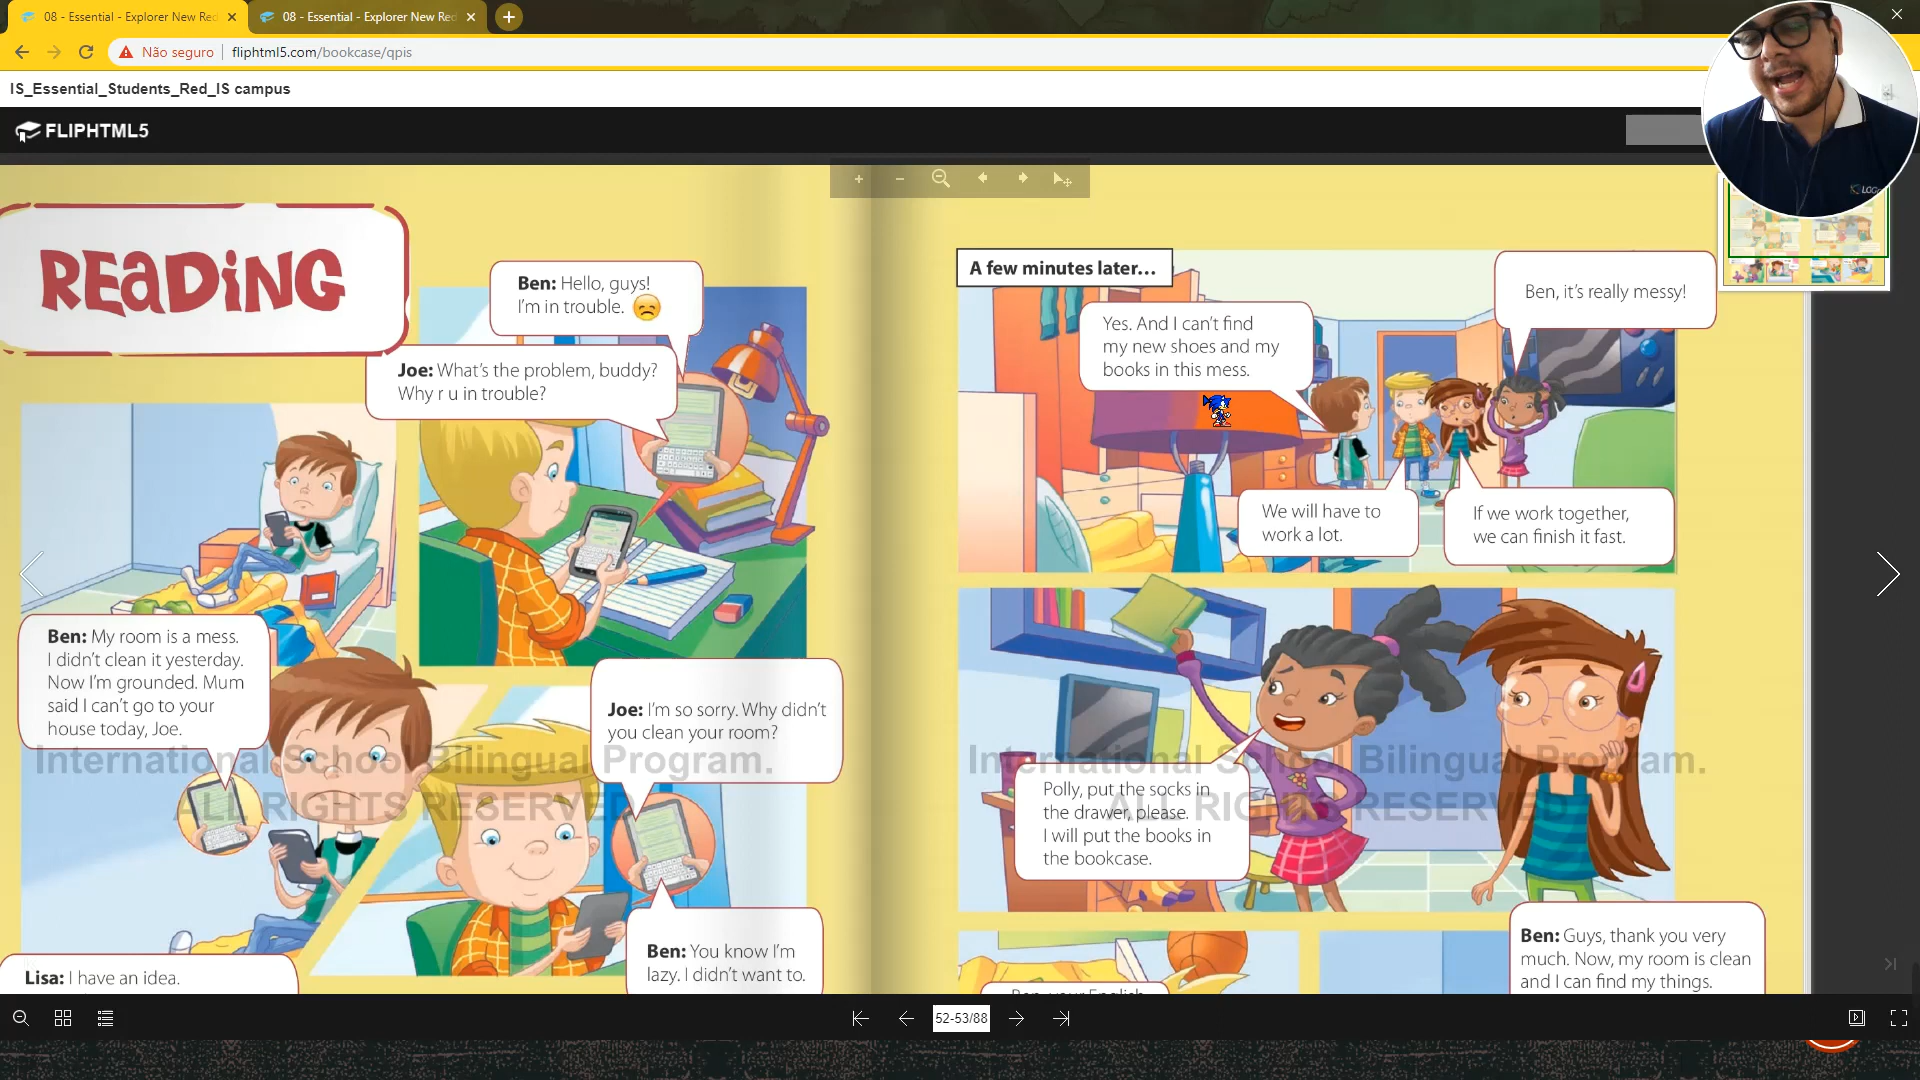 08 - Essential - Explorer New Red
08 - Essential - Explorer New Red
Não seguro
fliphtml5.com/bookcase/qpis
IS_Essential_Students_Red_IS campus
FLIPHTML5
READiNG
Ben: Hello, guys!
I'm in trouble.
Joe: What's the problem, buddy?
Why r u in trouble?
Ben: My room is a mess.
I didn't clean it yesterday.
Now I'm grounded. Mum
said I can't go to your
house today, Joe.
Joe: I'm so sorry. Why didn't
you clean your room?
International School Bilingual Program.
ALL RIGHTS RESERVED
Ben: You know I'm
lazy. I didn't want to.
Lisa: I have an idea.
A few minutes later...
Yes. And I can't find
my new shoes and my
books in this mess.
Ben, it's really messy!
We will have to
work a lot.
If we work together,
we can finish it fast.
Polly, put the socks in
the drawer, please.
I will put the books in
the bookcase.
International School Bilingual Program.
ALL RIGHTS RESERVED
Ben, your English
Ben: Guys, thank you very
much. Now, my room is clean
and I can find my things.
52-53/88